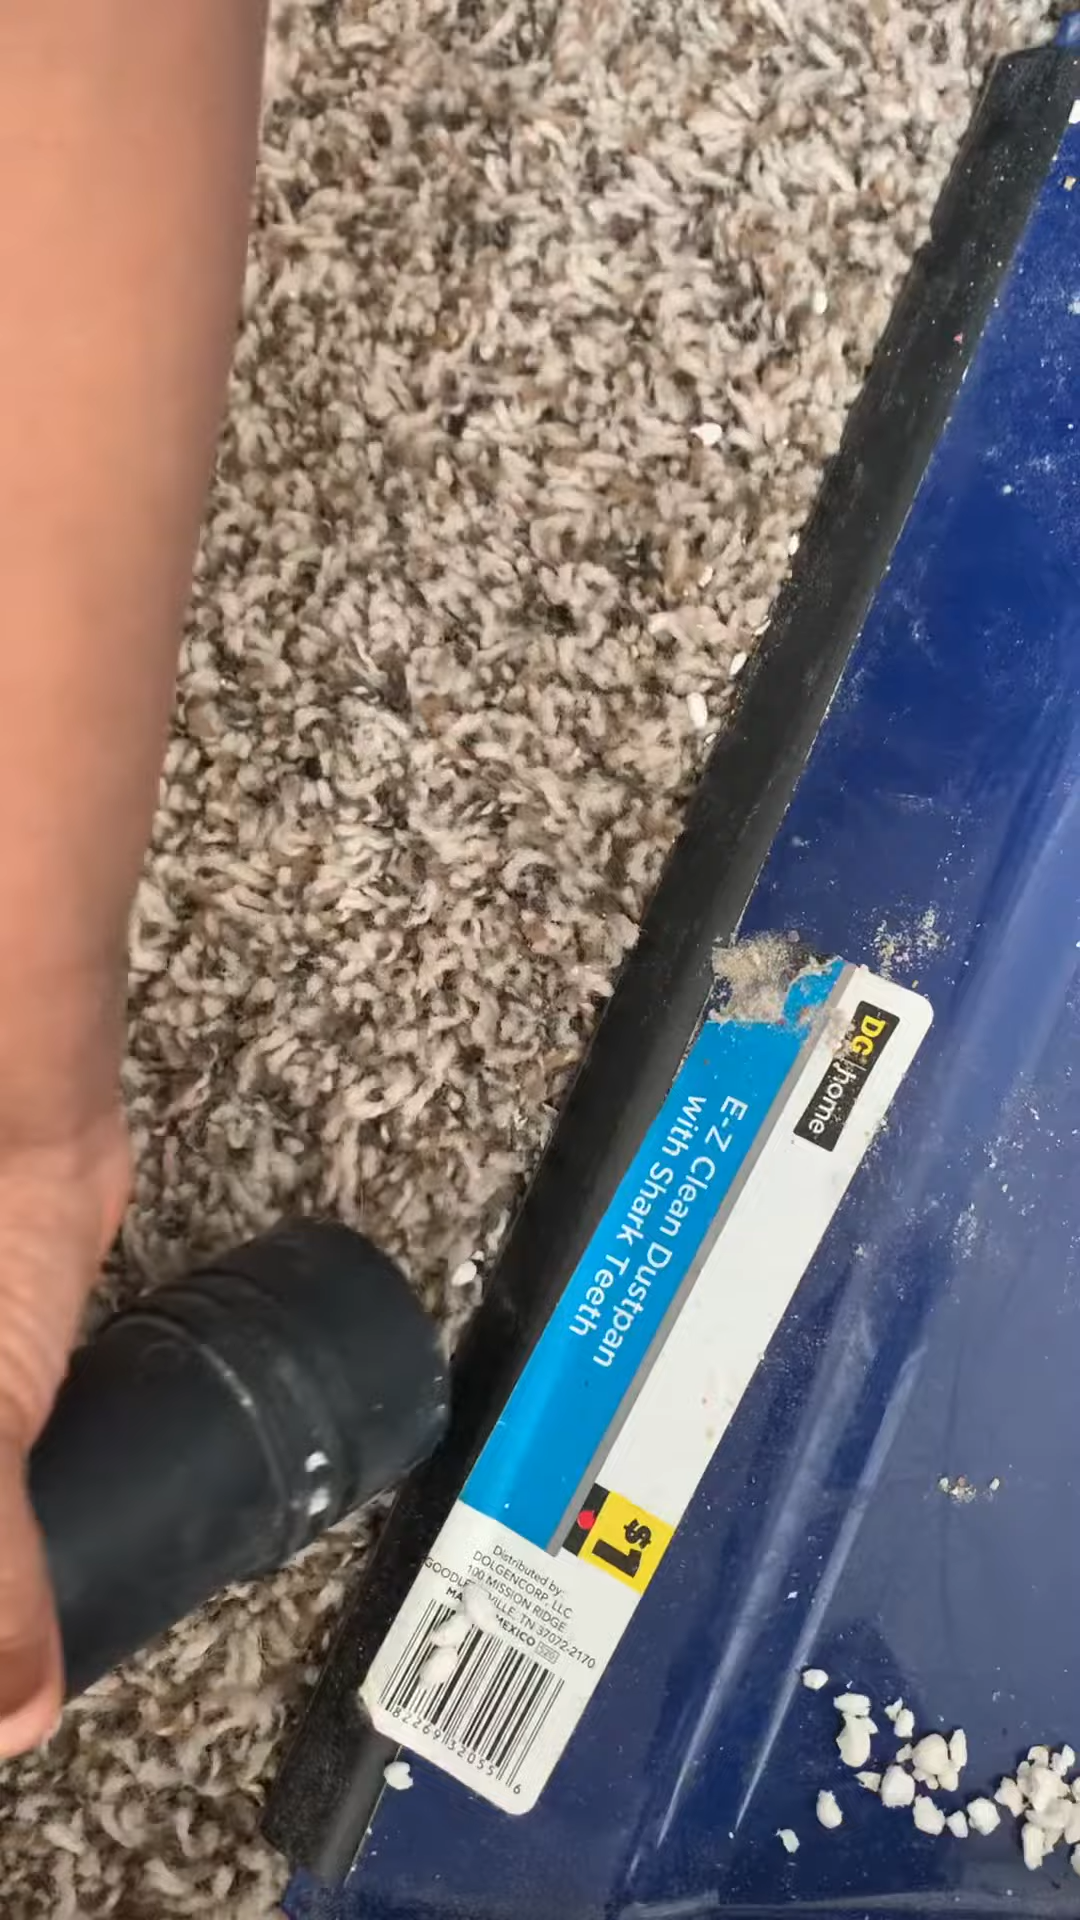 DG home
E-Z Clean Dustpan
with Shark Teeth
$1
Distributed by:
DOLGENCORP, LLC
100 MISSION RIDGE
TN 37072-2170
MEXICO